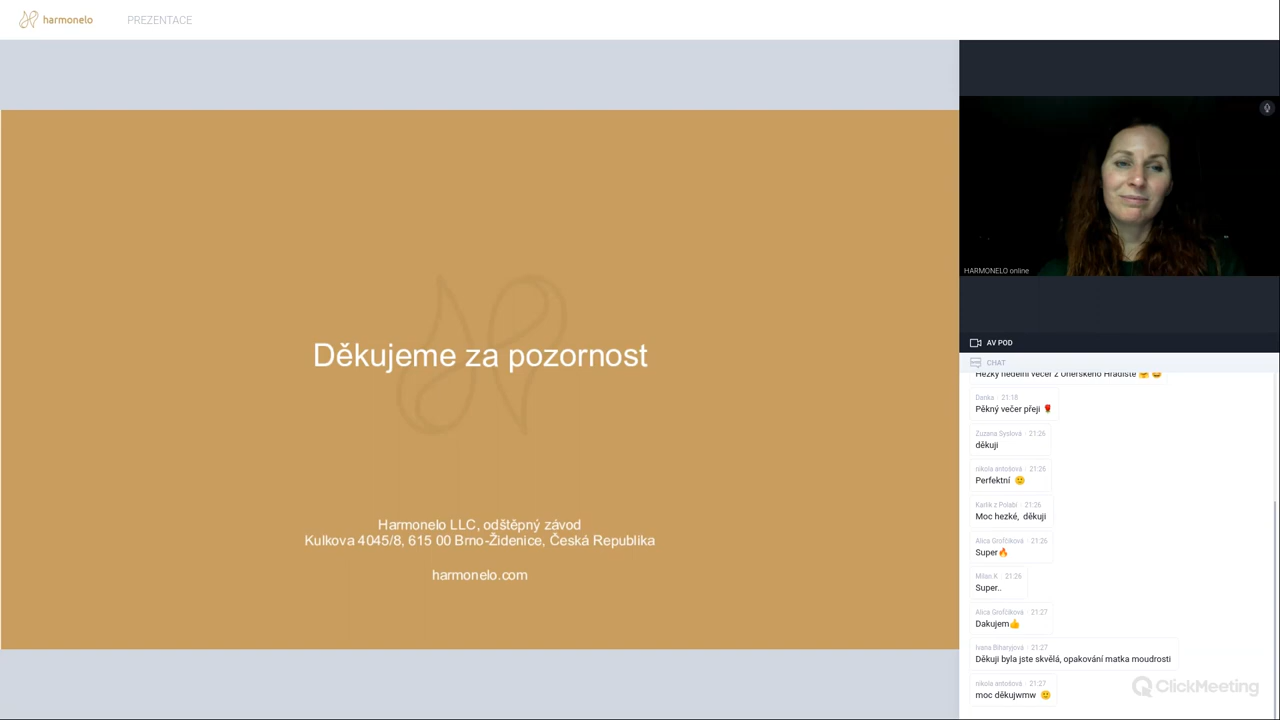 harmonelo
PREZENTACE
Děkujeme za pozornost
Harmonelo LLC, odštěpný závod
Kulkova 4045/8, 615 00 Brno-Židenice, Česká Republika
harmonelo.com
HARMONELO online
AV POD
CHAT
Hezký nedělní večer z Uherského Hradiště 🤗 😄
Danka · 21:18
Pěkný večer přeji 🌹
Zuzana Syslová · 21:26
děkuji
nikola antošová · 21:26
Perfektní 🙂
Karlik z Polabi · 21:26
Moc hezké, děkuji
Alica Grofčíková · 21:26
Super🔥
Milan.K · 21:26
Super..
Alica Grofčíková · 21:27
Dakujem👍
Ivana Biharyjová · 21:27
Děkuji byla jste skvělá, opakování matka moudrosti
nikola antošová · 21:27
moc děkujwmw 🙂
ClickMeeting